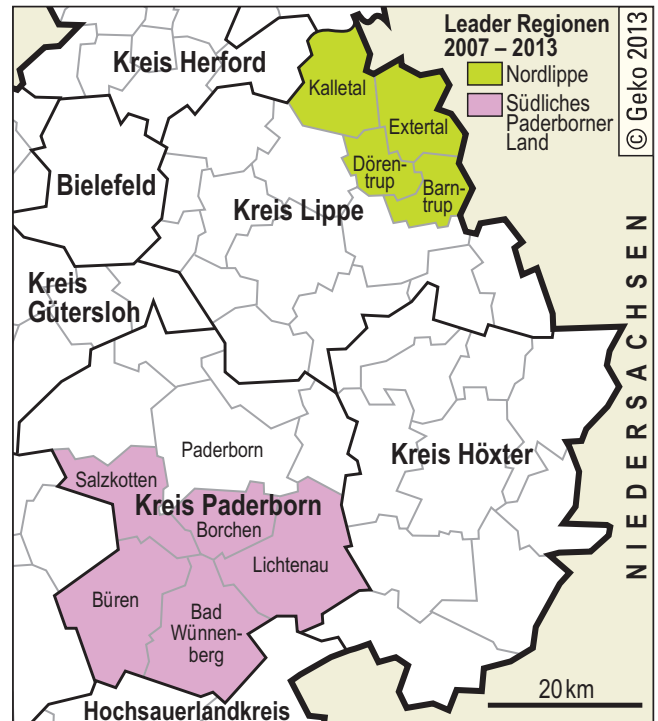 Leader Regionen
2007 – 2013
Nordlippe
Südliches
Paderborner
Land
© Geko 2013
Kreis Herford
Kalletal
Extertal
Dören-
trup
Barn-
trup
Bielefeld
Kreis Lippe
Kreis
Gütersloh
NIEDERSACHSEN
Paderborn
Kreis Höxter
Salzkotten
Kreis Paderborn
Borchen
Lichtenau
Büren
Bad
Wünnen-
berg
20 km
Hochsauerlandkreis